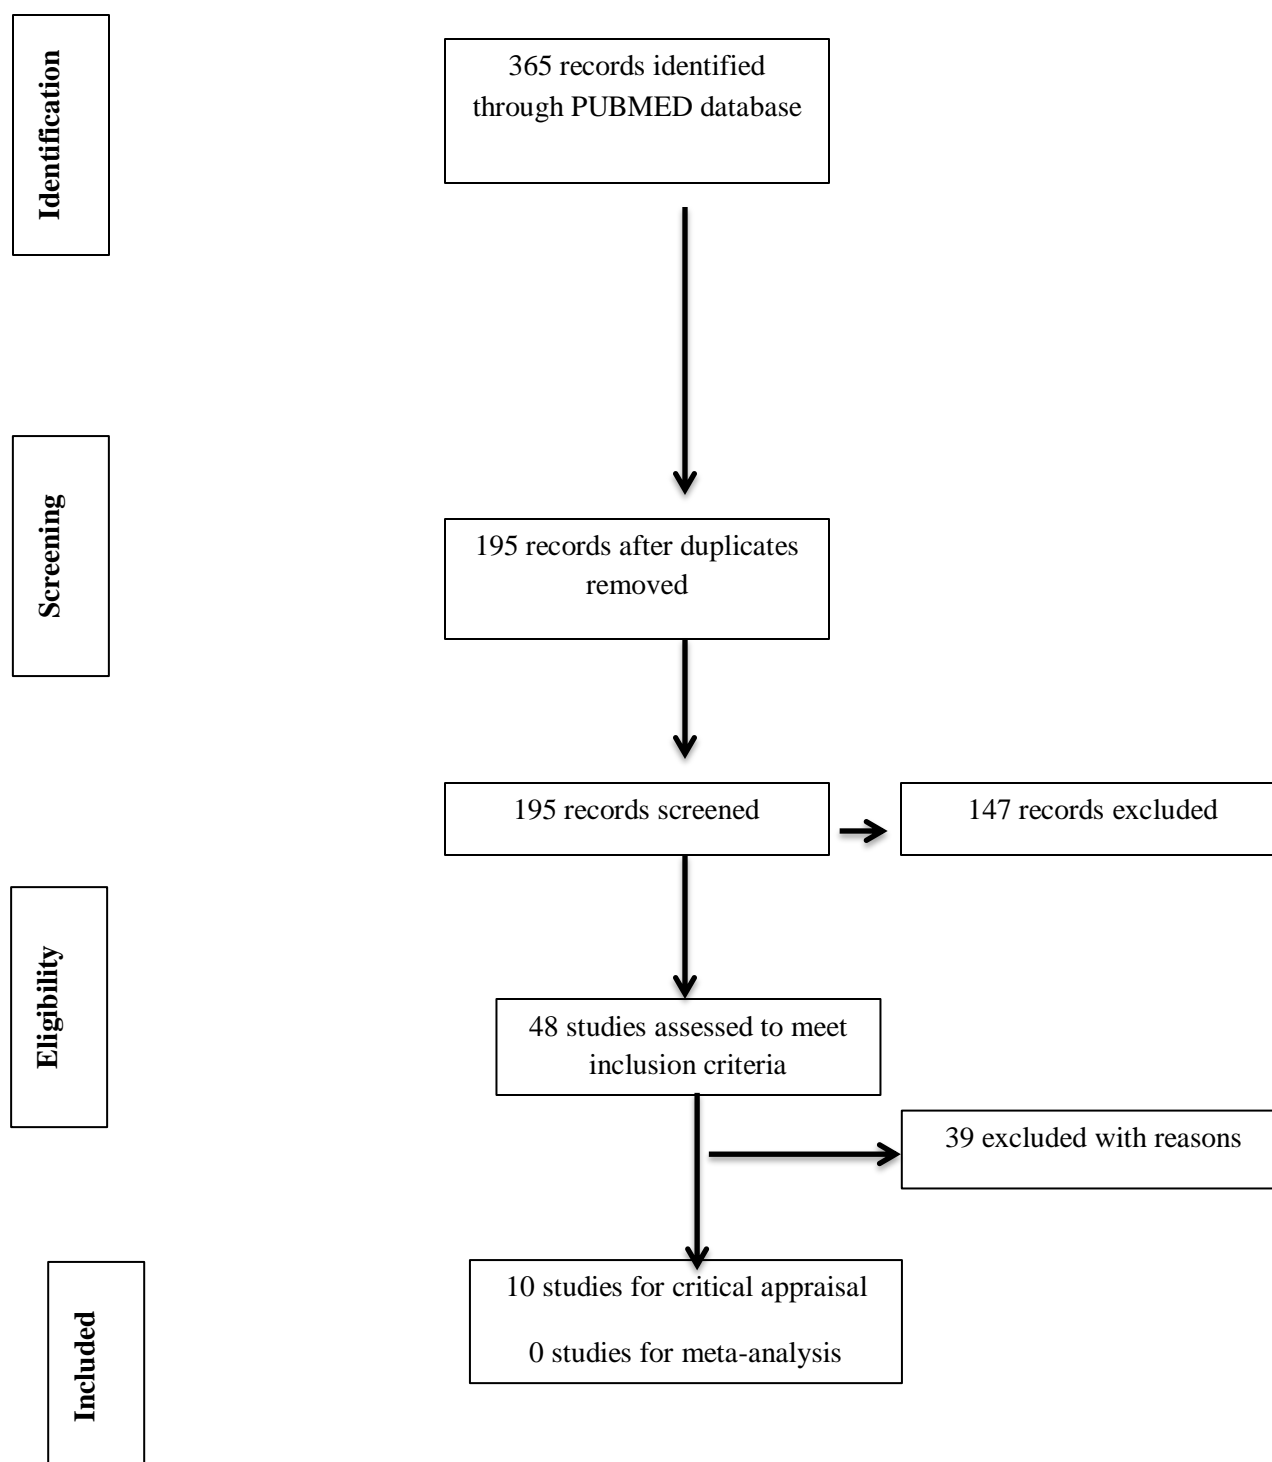 Identification
365 records identified
through PUBMED database
Screening
195 records after duplicates
removed
195 records screened
147 records excluded
Eligibility
48 studies assessed to meet
inclusion criteria
39 excluded with reasons
Included
10 studies for critical appraisal
0 studies for meta-analysis